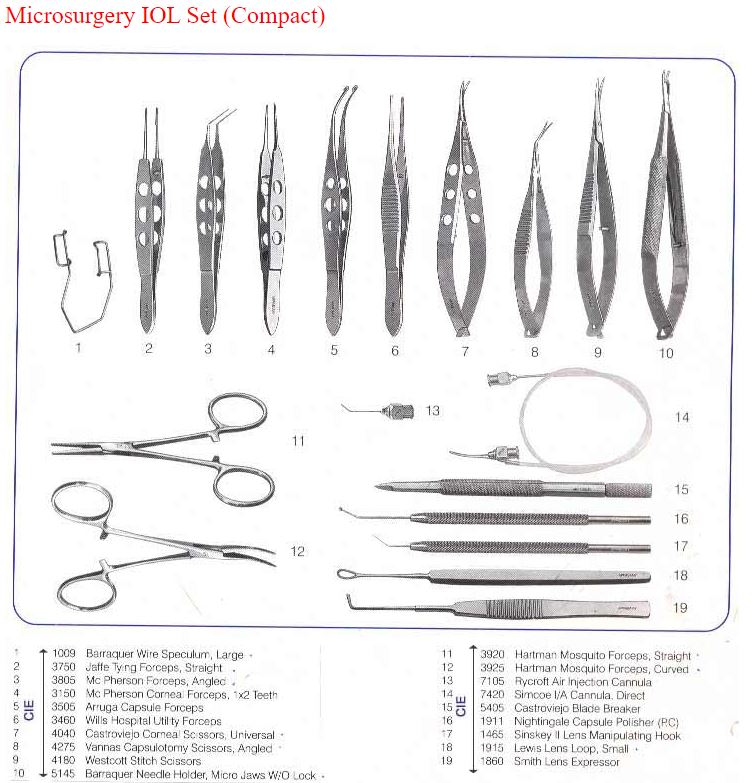 Microsurgery IOL Set (Compact)
1 2 3 4 5 6 7 8 9 10
11
13
14
12
15
16
17
18
19
CIE
1 1009 Barraquer Wire Speculum, Large
2 3750 Jaffe Tying Forceps, Straight
3 3805 Mc Pherson Forceps, Angled
4 3150 Mc Pherson Corneal Forceps, 1x2 Teeth
5 3505 Arruga Capsule Forceps
6 3460 Wills Hospital Utility Forceps
7 4040 Castroviejo Corneal Scissors, Universal
8 4275 Vannas Capsulotomy Scissors, Angled
9 4180 Westcott Stitch Scissors
10 5145 Barraquer Needle Holder, Micro Jaws W/O Lock
CIE
11 3920 Hartman Mosquito Forceps, Straight
12 3925 Hartman Mosquito Forceps, Curved
13 7105 Rycroft Air Injection Cannula
14 7420 Simcoe I/A Cannula, Direct
15 5405 Castroviejo Blade Breaker
16 1911 Nightingale Capsule Polisher (P.C)
17 1465 Sinskey II Lens Manipulating Hook
18 1915 Lewis Lens Loop, Small
19 1860 Smith Lens Expressor